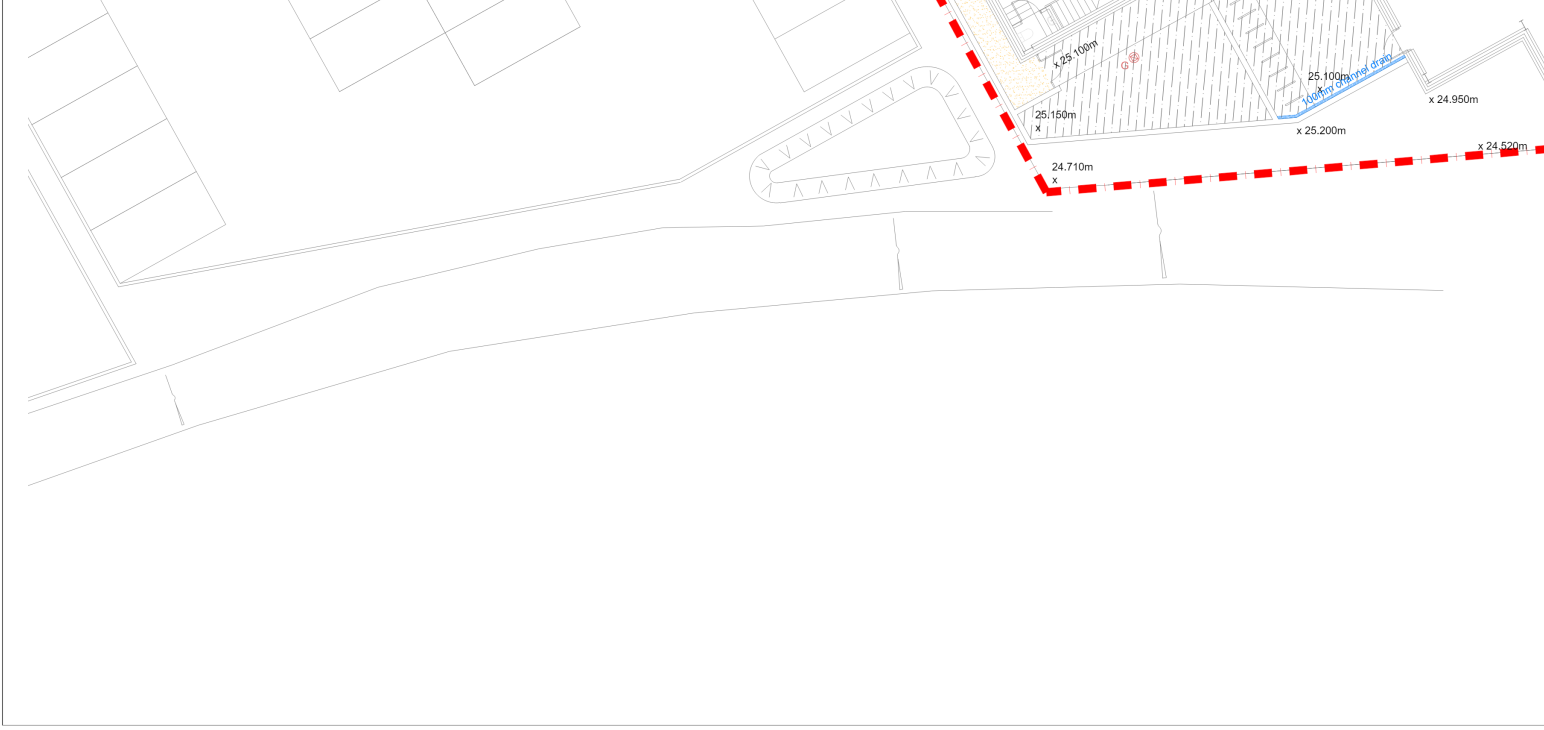 x 25.100m
G
25.100m
x
100mm channel drain
x 24.950m
25.150m
x
x 25.200m
x 24.520m
24.710m
x